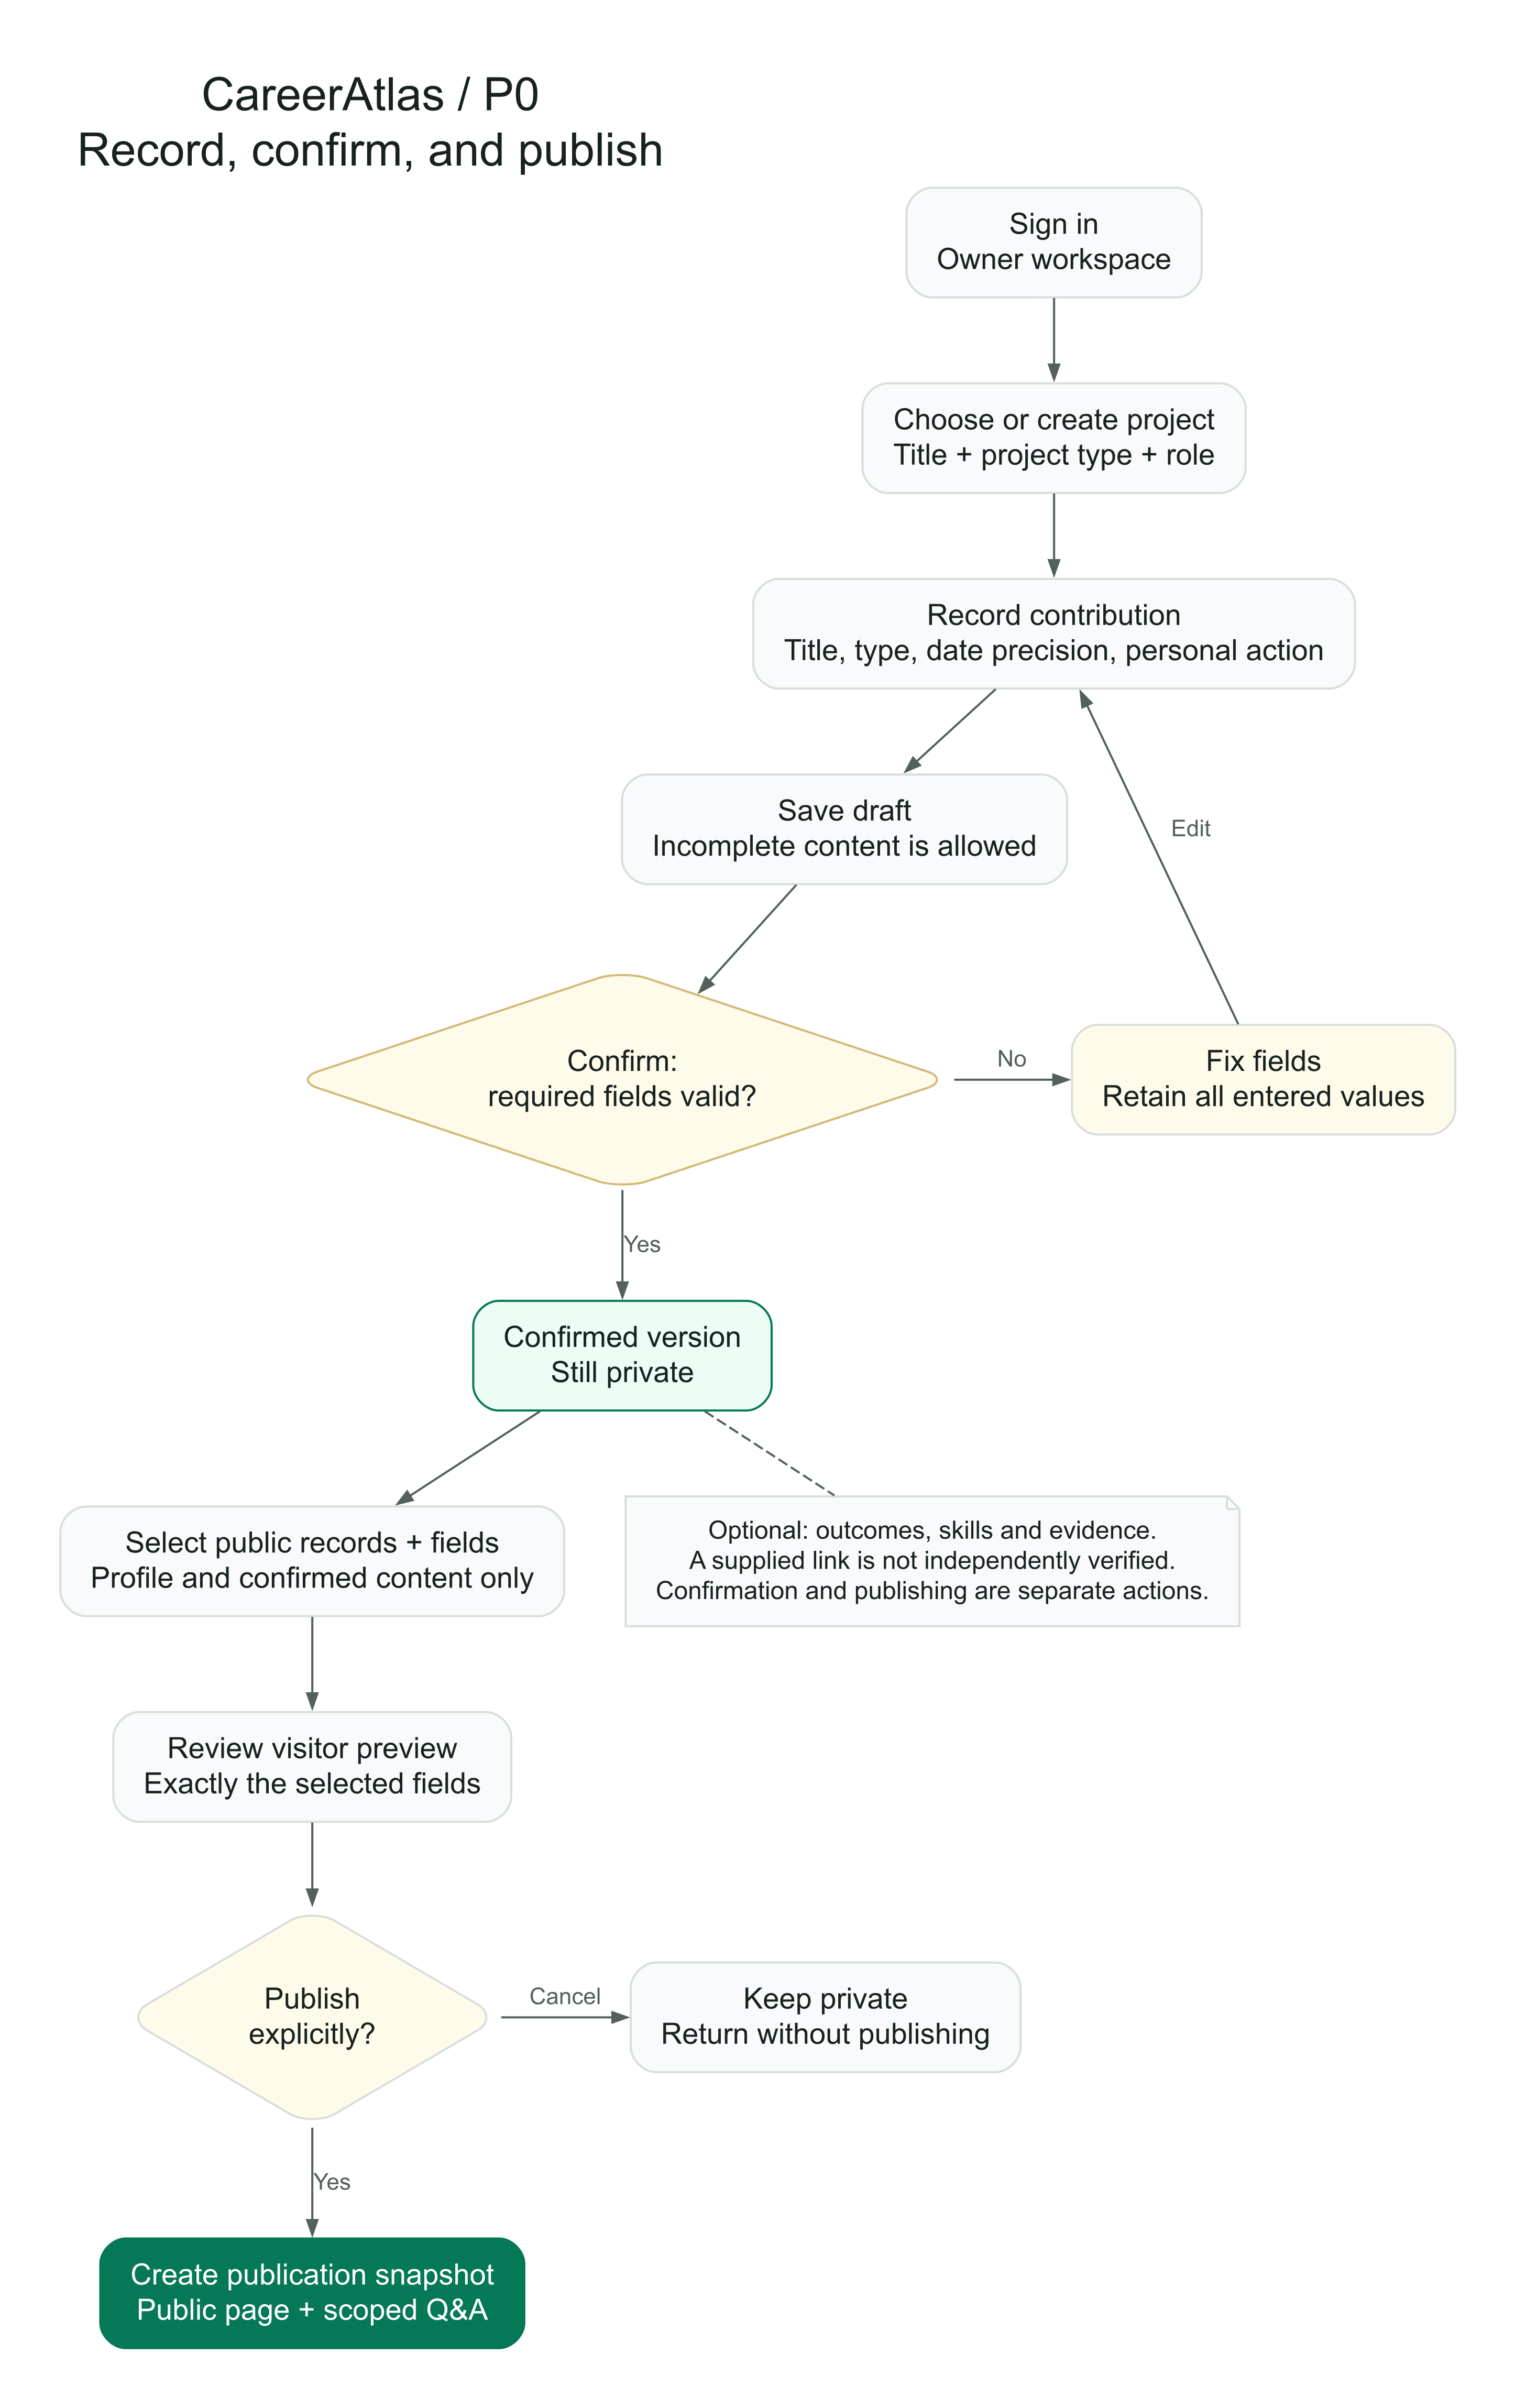 CareerAtlas / P0
Record, confirm, and publish
Sign in
Owner workspace
Choose or create project
Title + project type + role
Record contribution
Title, type, date precision, personal action
Save draft
Incomplete content is allowed
Edit
Confirm:
required fields valid?
No
Fix fields
Retain all entered values
Yes
Confirmed version
Still private
Select public records + fields
Profile and confirmed content only
Optional: outcomes, skills and evidence.
A supplied link is not independently verified.
Confirmation and publishing are separate actions.
Review visitor preview
Exactly the selected fields
Publish
explicitly?
Cancel
Keep private
Return without publishing
Yes
Create publication snapshot
Public page + scoped Q&A